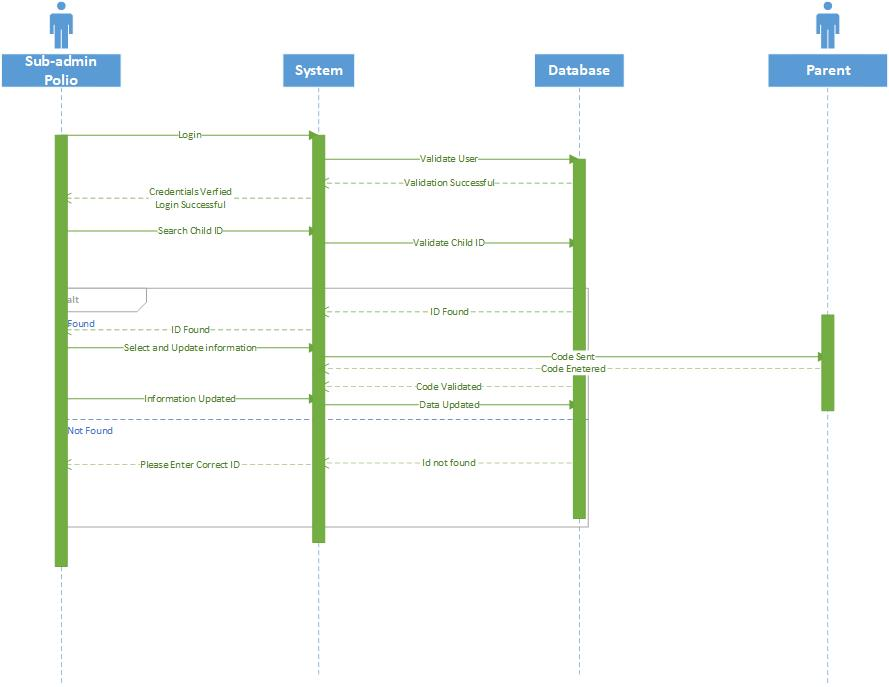 Sub-admin
Polio
System
Database
Parent
Login
Validate User
Validation Successful
Credentials Verfied
Login Successful
Search Child ID
Validate Child ID
alt
ID Found
Found
ID Found
Select and Update information
Code Sent
Code Enetered
Code Validated
Information Updated
Data Updated
Not Found
Id not found
Please Enter Correct ID